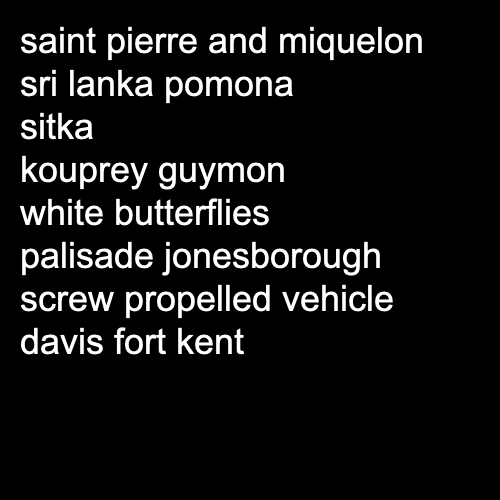 saint pierre and miquelon
sri lanka pomona
sitka
kouprey guymon
white butterflies
palisade jonesborough
screw propelled vehicle
davis fort kent